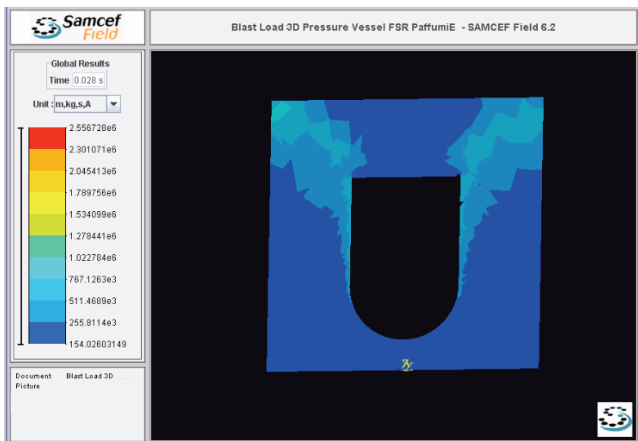 Samcef
Field
Blast Load 3D Pressure Vessel FSR PaffumiE - SAMCEF Field 6.2
Global Results
Time 0.028 s
Unit : m,kg,s,A
2.556728e6
2.301071e6
2.045413e6
1.789756e6
1.534099e6
1.278441e6
1.022784e6
767.1263e3
511.4689e3
255.8114e3
154.02603149
Document Blast Load 3D
Picture